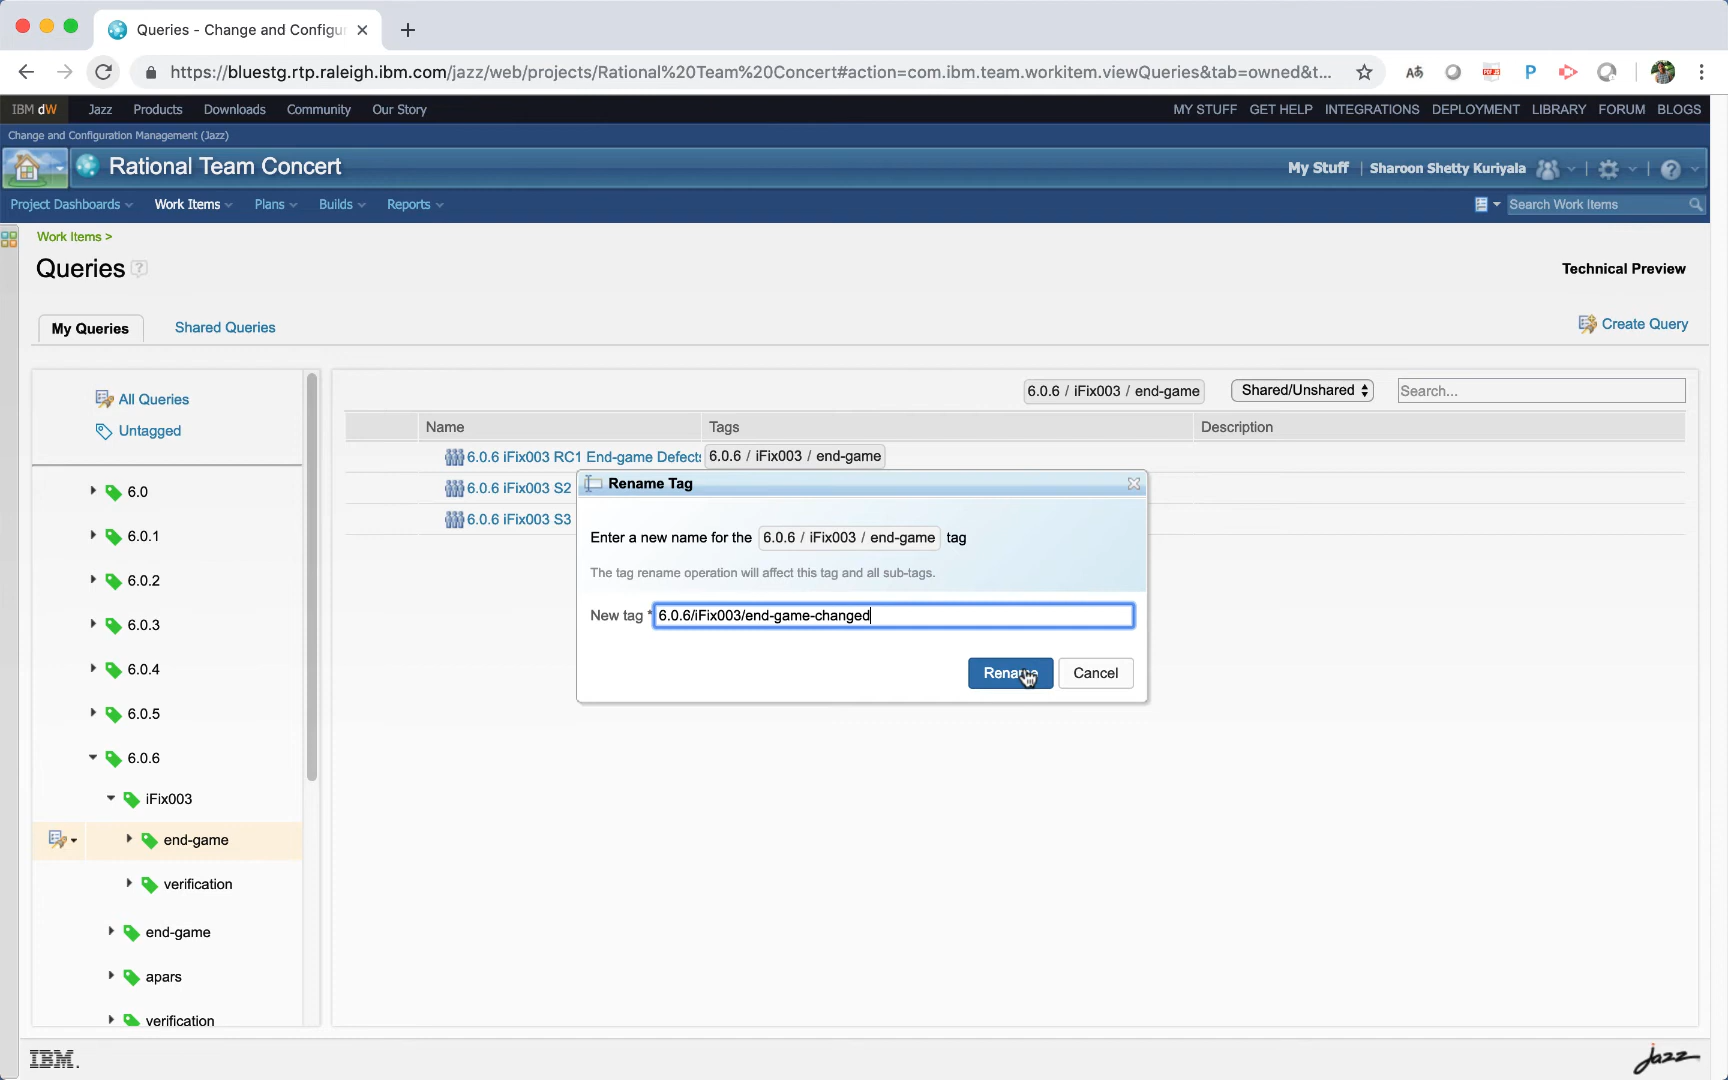 Queries - Change and Configu
https://bluestg.rtp.raleigh.ibm.com/jazz/web/projects/Rational%20Team%20Concert#action=com.ibm.team.workitem.viewQueries&tab=owned&t...
IBM dW Jazz Products Downloads Community Our Story MY STUFF GET HELP INTEGRATIONS DEPLOYMENT LIBRARY FORUM BLOGS
Change and Configuration Management (Jazz)
Rational Team Concert My Stuff | Sharoon Shetty Kuriyala
Project Dashboards Work Items Plans Builds Reports Search Work Items
Work Items >
Queries ? Technical Preview
My Queries Shared Queries Create Query
All Queries
Untagged
6.0
6.0.1
6.0.2
6.0.3
6.0.4
6.0.5
6.0.6
iFix003
end-game
verification
end-game
apars
verification
6.0.6 / iFix003 / end-game Shared/Unshared Search...
Name Tags Description
6.0.6 iFix003 RC1 End-game Defects 6.0.6 / iFix003 / end-game
6.0.6 iFix003 S2
6.0.6 iFix003 S3
Rename Tag
Enter a new name for the 6.0.6 / iFix003 / end-game tag
The tag rename operation will affect this tag and all sub-tags.
New tag * 6.0.6/iFix003/end-game-changed
Rename Cancel
IBM. jazz